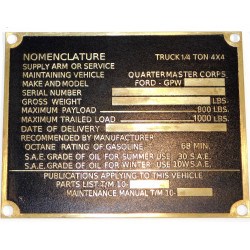 NOMENCLATURE TRUCK 1/4 TON 4X4
SUPPLY ARM OR SERVICE
MAINTAINING VEHICLE QUARTERMASTER CORPS
MAKE AND MODEL FORD - GPW
SERIAL NUMBER
GROSS WEIGHT LBS.
MAXIMUM PAYLOAD 800 LBS
MAXIMUM TRAILED LOAD 1000 LBS.
DATE OF DELIVERY
RECOMMENDED BY MANUFACTURER
OCTANE RATING OF GASOLINE 68 MIN.
S.A.E. GRADE OF OIL FOR SUMMER USE 30 S.A.E.
S.A.E. GRADE OF OIL FOR WINTER USE 10W S.A.E.
PUBLICATIONS APPLYING TO THIS VEHICLE
PARTS LIST T/M 10-
MAINTENANCE MANUAL T/M 10-